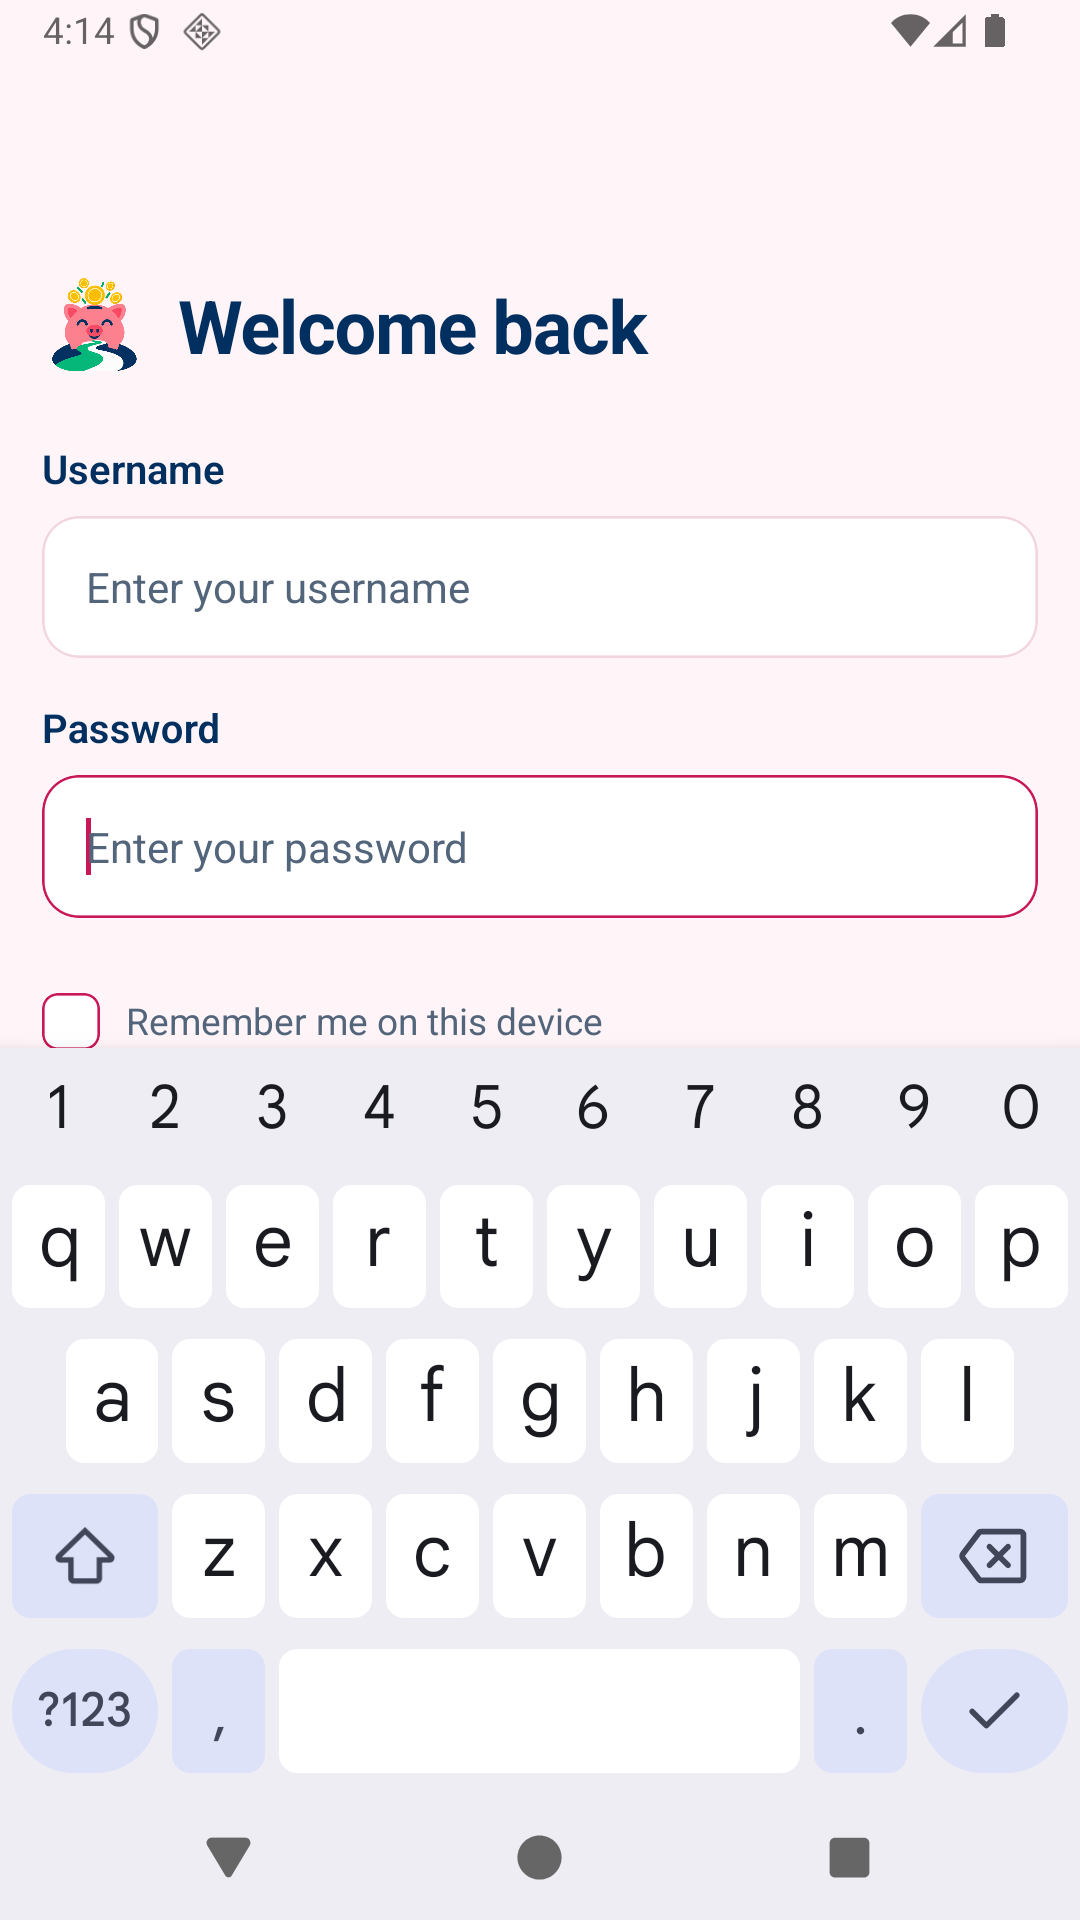 4:14
Welcome back
Username
Enter your username
Password
Enter your password
Remember me on this device
1 2 3 4 5 6 7 8 9 0
q w e r t y u i o p
a s d f g h j k l
z x c v b n m
?123 , .